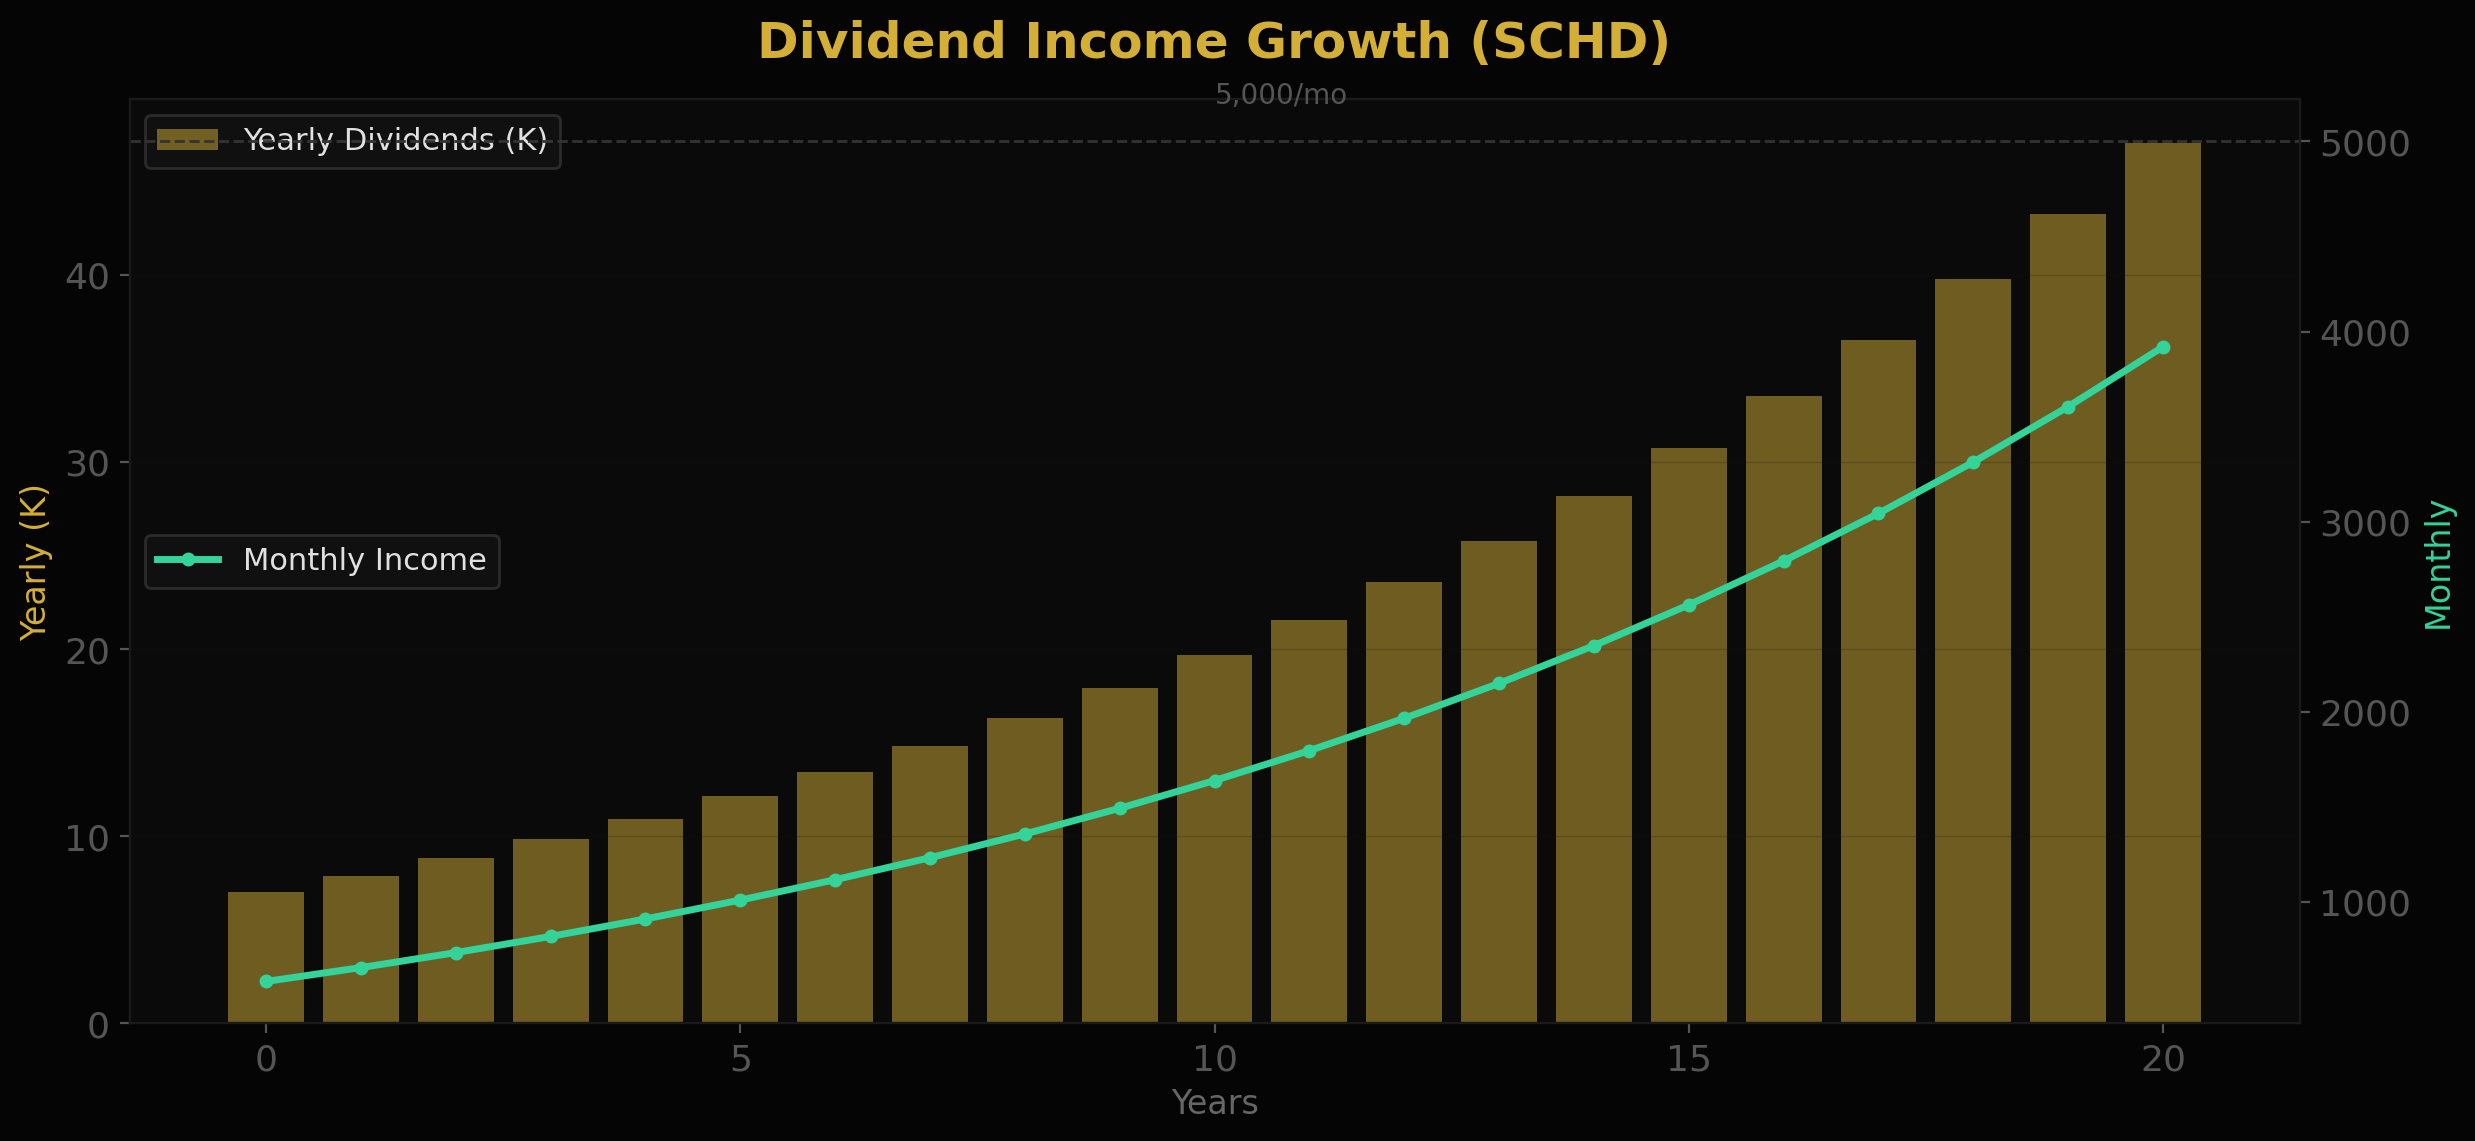 Dividend Income Growth (SCHD)
5,000/mo
Yearly Dividends (K)
Monthly Income
Yearly (K)
40
30
20
10
0
5000
4000
3000
2000
1000
Monthly
0 5 10 15 20
Years